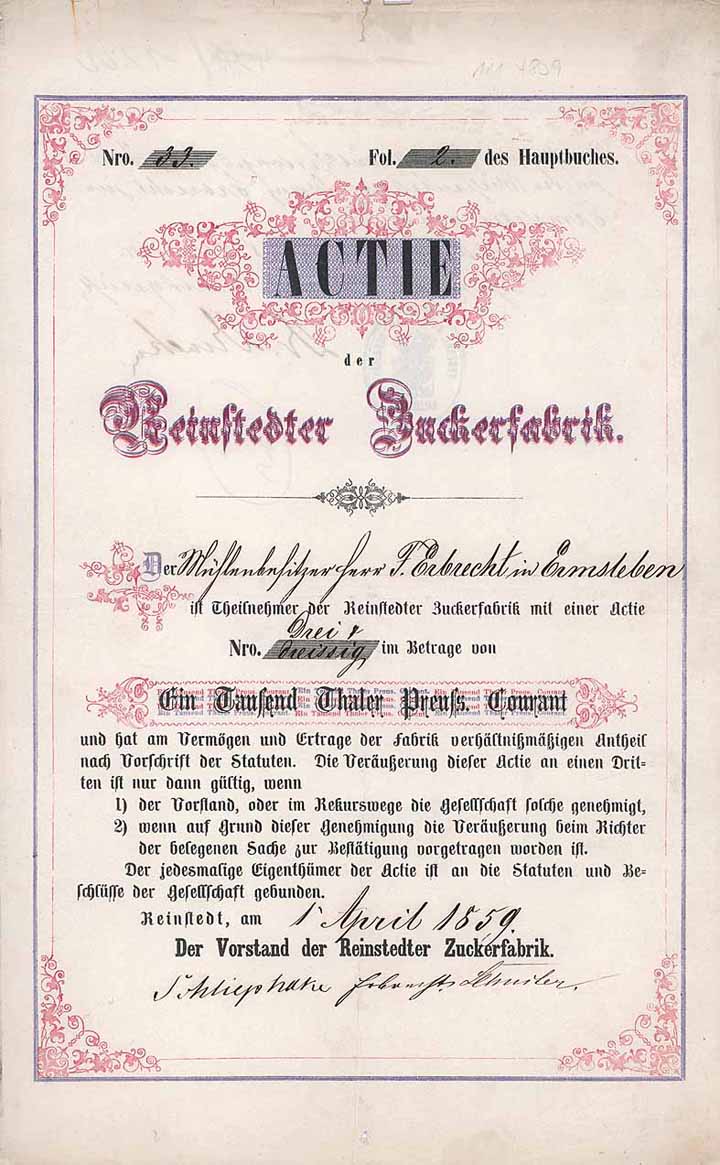 Nro. 33. Fol. 2. des Hauptbuches.
ACTIE
der
Reinstedter Zuckerfabrik.
Der Mühlenbesitzer Herr F. Erbrecht in Ermsleben
ist Theilnehmer der Reinstedter Zuckerfabrik mit einer Actie
Nro. Drei & dreissig im Betrage von
Ein Tausend Thaler Preuss. Courant
und hat am Vermögen und Ertrage der Fabrik verhältnißmäßigen Antheil
nach Vorschrift der Statuten. Die Veräußerung dieser Actie an einen Drit-
ten ist nur dann gültig, wenn
1) der Vorstand, oder im Rekurswege die Gesellschaft solche genehmigt,
2) wenn auf Grund dieser Genehmigung die Veräußerung beim Richter
der belegenen Sache zur Bestätigung vorgetragen worden ist.
Der jedesmalige Eigenthümer der Actie ist an die Statuten und Be-
schlüsse der Gesellschaft gebunden.
Reinstedt, am 1 April 1859.
Der Vorstand der Reinstedter Zuckerfabrik.
Schliephake Erbrecht